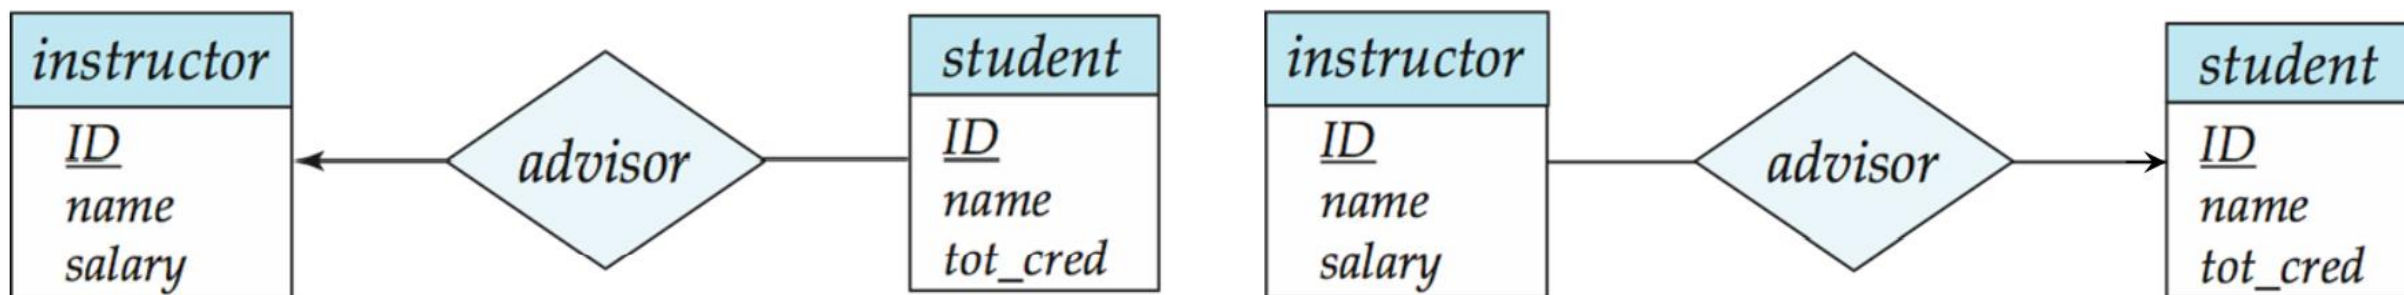 instructor
ID
name
salary
advisor
student
ID
name
tot_cred
instructor
ID
name
salary
advisor
student
ID
name
tot_cred